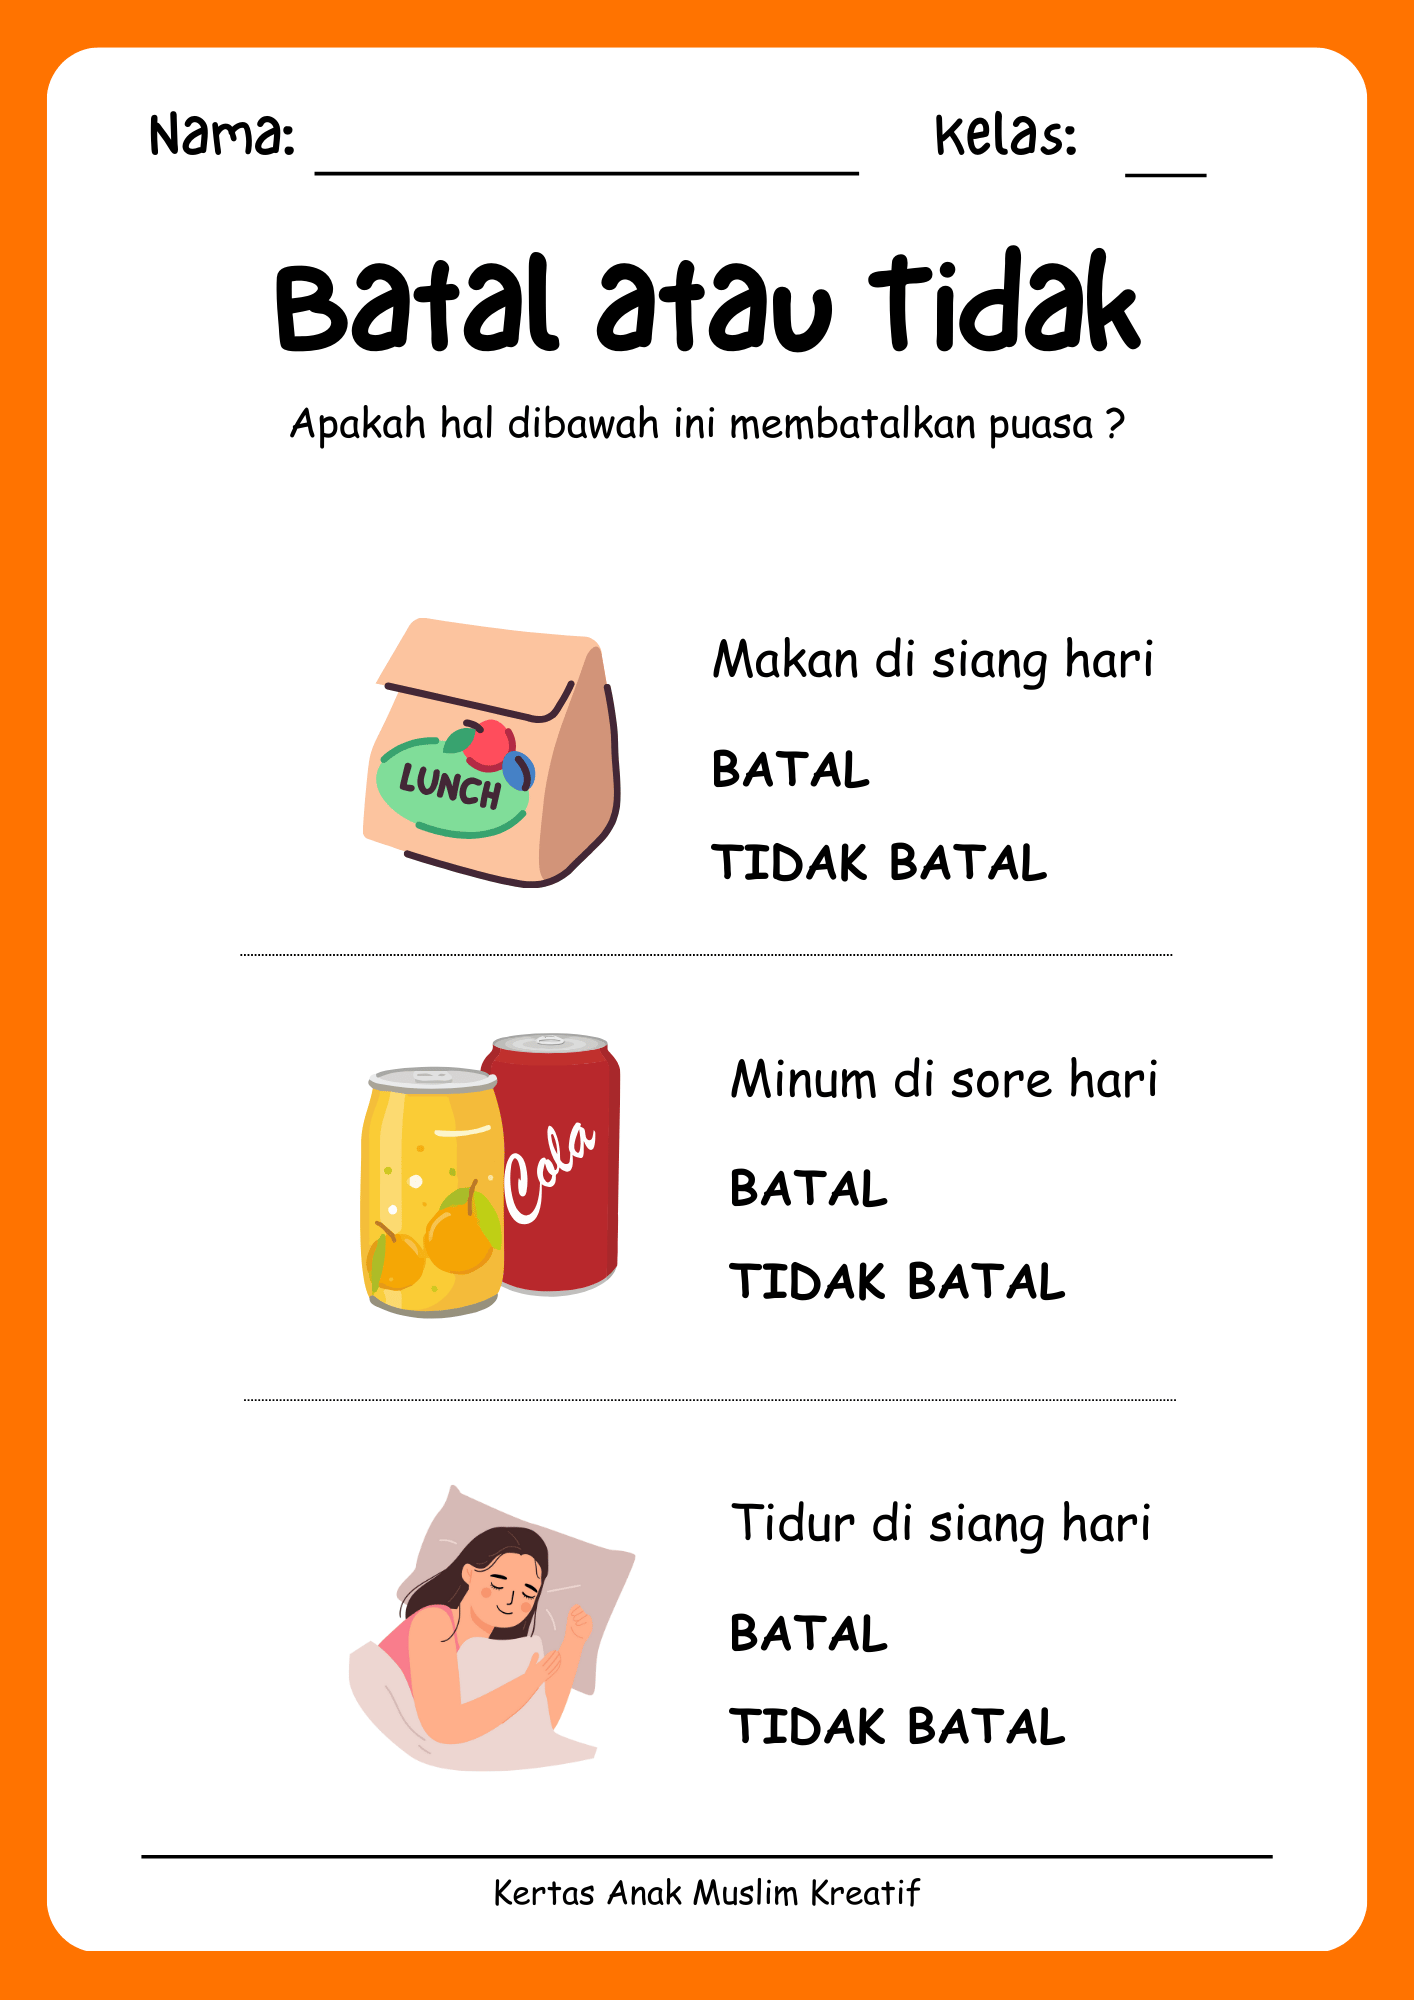 Nama: Kelas:
Batal atau Tidak
Apakah hal dibawah ini membatalkan puasa ?
LUNCH
Makan di siang hari
BATAL
TIDAK BATAL
Cola
Minum di sore hari
BATAL
TIDAK BATAL
Tidur di siang hari
BATAL
TIDAK BATAL
Kertas Anak Muslim Kreatif